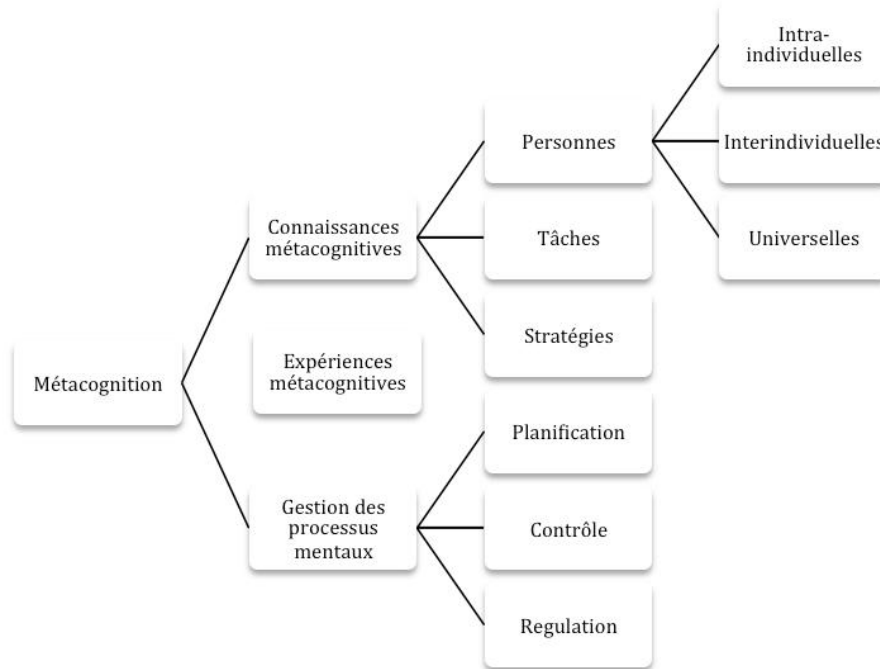 Intra-
individuelles
Personnes
Interindividuelles
Connaissances
métacognitives
Tâches
Universelles
Stratégies
Métacognition
Expériences
métacognitives
Planification
Gestion des
processus
mentaux
Contrôle
Regulation